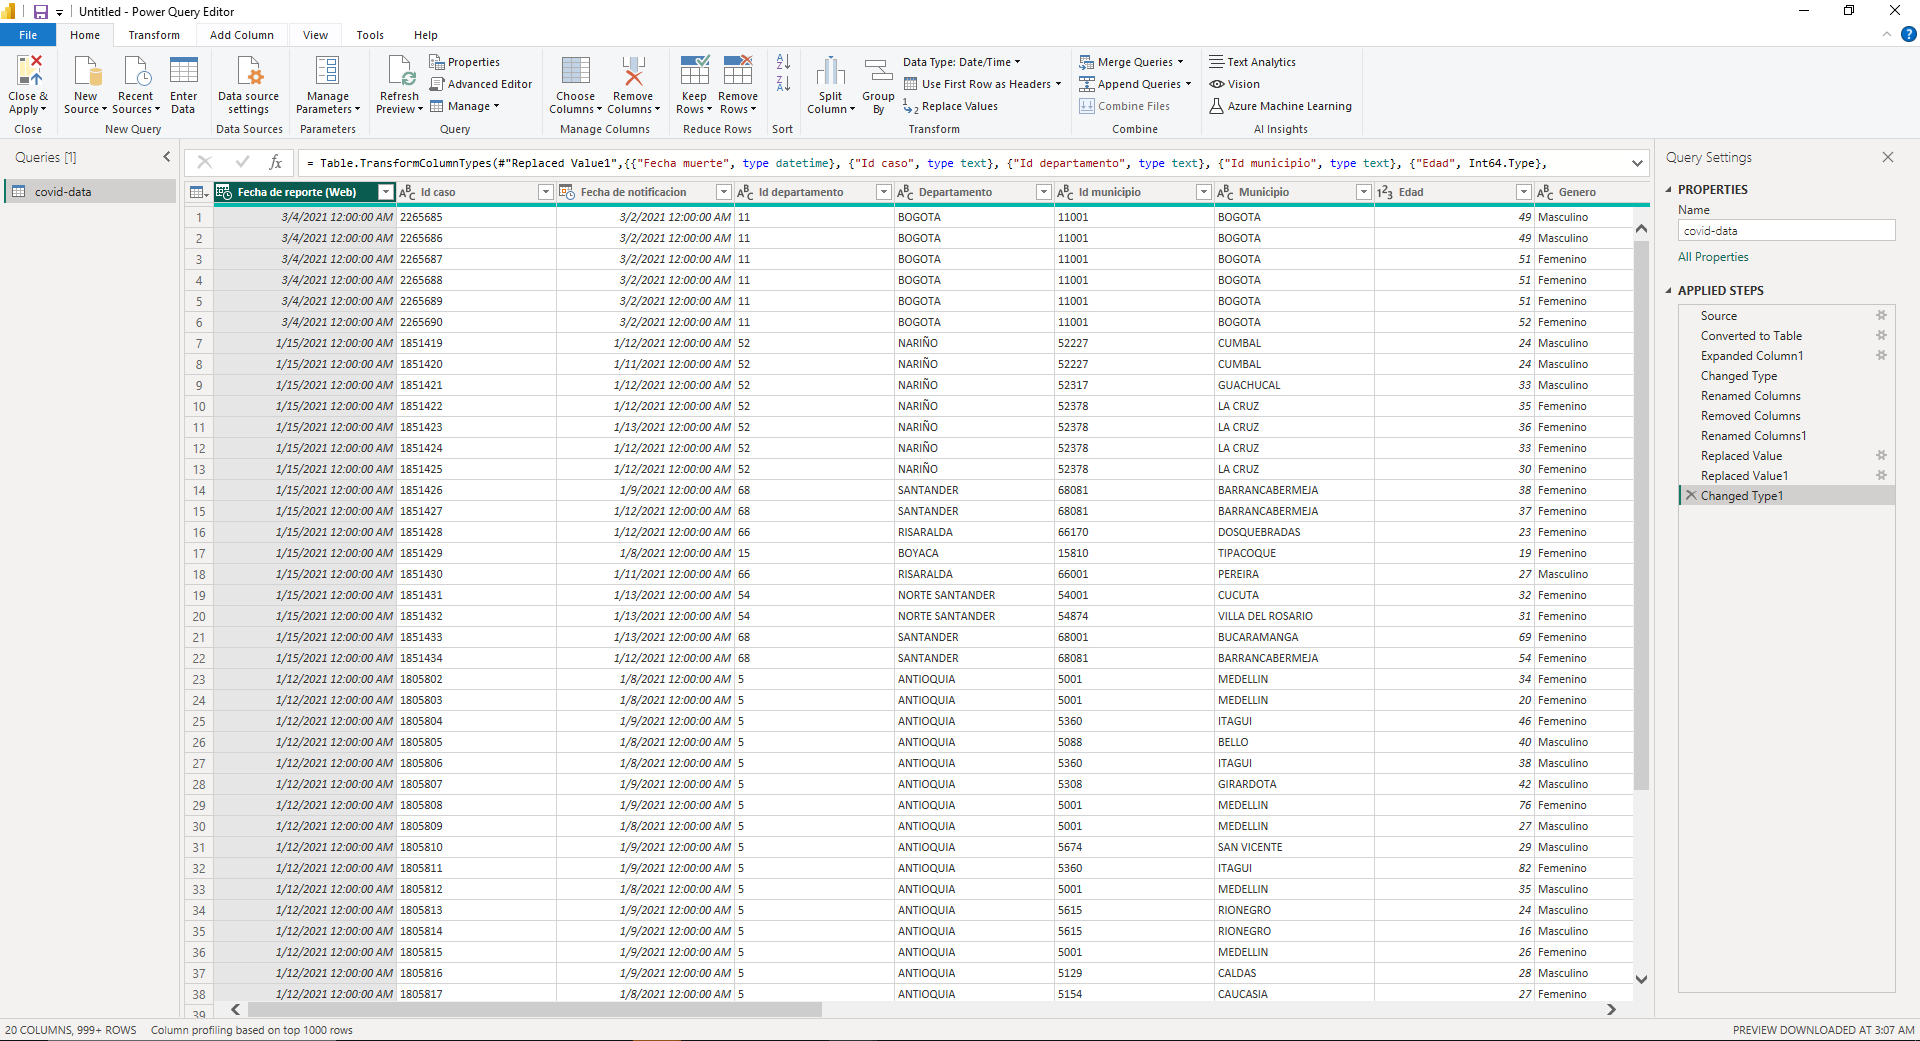 Untitled - Power Query Editor
File Home Transform Add Column View Tools Help
Close & Apply
Close
New Source
Recent Sources
Enter Data
New Query
Data source settings
Data Sources
Manage Parameters
Parameters
Refresh Preview
Properties
Advanced Editor
Manage
Query
Choose Columns
Remove Columns
Manage Columns
Keep Rows
Remove Rows
Reduce Rows
Sort
Split Column
Group By
Data Type: Date/Time
Use First Row as Headers
Replace Values
Transform
Merge Queries
Append Queries
Combine Files
Combine
Text Analytics
Vision
Azure Machine Learning
AI Insights
Queries [1]
covid-data
= Table.TransformColumnTypes(#"Replaced Value1",{{"Fecha muerte", type datetime}, {"Id caso", type text}, {"Id departamento", type text}, {"Id municipio", type text}, {"Edad", Int64.Type},
Fecha de reporte (Web) Id caso Fecha de notificacion Id departamento Departamento Id municipio Municipio Edad Genero
1 3/4/2021 12:00:00 AM 2265685 3/2/2021 12:00:00 AM 11 BOGOTA 11001 BOGOTA 49 Masculino
2 3/4/2021 12:00:00 AM 2265686 3/2/2021 12:00:00 AM 11 BOGOTA 11001 BOGOTA 49 Masculino
3 3/4/2021 12:00:00 AM 2265687 3/2/2021 12:00:00 AM 11 BOGOTA 11001 BOGOTA 51 Femenino
4 3/4/2021 12:00:00 AM 2265688 3/2/2021 12:00:00 AM 11 BOGOTA 11001 BOGOTA 51 Femenino
5 3/4/2021 12:00:00 AM 2265689 3/2/2021 12:00:00 AM 11 BOGOTA 11001 BOGOTA 51 Femenino
6 3/4/2021 12:00:00 AM 2265690 3/2/2021 12:00:00 AM 11 BOGOTA 11001 BOGOTA 52 Femenino
7 1/15/2021 12:00:00 AM 1851419 1/12/2021 12:00:00 AM 52 NARIÑO 52227 CUMBAL 24 Masculino
8 1/15/2021 12:00:00 AM 1851420 1/11/2021 12:00:00 AM 52 NARIÑO 52227 CUMBAL 24 Masculino
9 1/15/2021 12:00:00 AM 1851421 1/12/2021 12:00:00 AM 52 NARIÑO 52317 GUACHUCAL 33 Masculino
10 1/15/2021 12:00:00 AM 1851422 1/12/2021 12:00:00 AM 52 NARIÑO 52378 LA CRUZ 35 Femenino
11 1/15/2021 12:00:00 AM 1851423 1/13/2021 12:00:00 AM 52 NARIÑO 52378 LA CRUZ 36 Femenino
12 1/15/2021 12:00:00 AM 1851424 1/12/2021 12:00:00 AM 52 NARIÑO 52378 LA CRUZ 33 Femenino
13 1/15/2021 12:00:00 AM 1851425 1/12/2021 12:00:00 AM 52 NARIÑO 52378 LA CRUZ 30 Femenino
14 1/15/2021 12:00:00 AM 1851426 1/9/2021 12:00:00 AM 68 SANTANDER 68081 BARRANCABERMEJA 38 Femenino
15 1/15/2021 12:00:00 AM 1851427 1/12/2021 12:00:00 AM 68 SANTANDER 68081 BARRANCABERMEJA 37 Femenino
16 1/15/2021 12:00:00 AM 1851428 1/12/2021 12:00:00 AM 66 RISARALDA 66170 DOSQUEBRADAS 23 Femenino
17 1/15/2021 12:00:00 AM 1851429 1/8/2021 12:00:00 AM 15 BOYACA 15810 TIPACOQUE 19 Femenino
18 1/15/2021 12:00:00 AM 1851430 1/11/2021 12:00:00 AM 66 RISARALDA 66001 PEREIRA 27 Masculino
19 1/15/2021 12:00:00 AM 1851431 1/13/2021 12:00:00 AM 54 NORTE SANTANDER 54001 CUCUTA 32 Femenino
20 1/15/2021 12:00:00 AM 1851432 1/13/2021 12:00:00 AM 54 NORTE SANTANDER 54874 VILLA DEL ROSARIO 31 Femenino
21 1/15/2021 12:00:00 AM 1851433 1/13/2021 12:00:00 AM 68 SANTANDER 68001 BUCARAMANGA 69 Femenino
22 1/15/2021 12:00:00 AM 1851434 1/12/2021 12:00:00 AM 68 SANTANDER 68081 BARRANCABERMEJA 54 Femenino
23 1/12/2021 12:00:00 AM 1805802 1/8/2021 12:00:00 AM 5 ANTIOQUIA 5001 MEDELLIN 34 Femenino
24 1/12/2021 12:00:00 AM 1805803 1/8/2021 12:00:00 AM 5 ANTIOQUIA 5001 MEDELLIN 20 Femenino
25 1/12/2021 12:00:00 AM 1805804 1/9/2021 12:00:00 AM 5 ANTIOQUIA 5360 ITAGUI 46 Femenino
26 1/12/2021 12:00:00 AM 1805805 1/8/2021 12:00:00 AM 5 ANTIOQUIA 5088 BELLO 40 Masculino
27 1/12/2021 12:00:00 AM 1805806 1/8/2021 12:00:00 AM 5 ANTIOQUIA 5360 ITAGUI 38 Masculino
28 1/12/2021 12:00:00 AM 1805807 1/9/2021 12:00:00 AM 5 ANTIOQUIA 5308 GIRARDOTA 42 Masculino
29 1/12/2021 12:00:00 AM 1805808 1/9/2021 12:00:00 AM 5 ANTIOQUIA 5001 MEDELLIN 76 Femenino
30 1/12/2021 12:00:00 AM 1805809 1/8/2021 12:00:00 AM 5 ANTIOQUIA 5001 MEDELLIN 27 Masculino
31 1/12/2021 12:00:00 AM 1805810 1/9/2021 12:00:00 AM 5 ANTIOQUIA 5674 SAN VICENTE 29 Masculino
32 1/12/2021 12:00:00 AM 1805811 1/9/2021 12:00:00 AM 5 ANTIOQUIA 5360 ITAGUI 82 Femenino
33 1/12/2021 12:00:00 AM 1805812 1/8/2021 12:00:00 AM 5 ANTIOQUIA 5001 MEDELLIN 35 Masculino
34 1/12/2021 12:00:00 AM 1805813 1/9/2021 12:00:00 AM 5 ANTIOQUIA 5615 RIONEGRO 24 Masculino
35 1/12/2021 12:00:00 AM 1805814 1/9/2021 12:00:00 AM 5 ANTIOQUIA 5615 RIONEGRO 16 Masculino
36 1/12/2021 12:00:00 AM 1805815 1/9/2021 12:00:00 AM 5 ANTIOQUIA 5001 MEDELLIN 26 Femenino
37 1/12/2021 12:00:00 AM 1805816 1/9/2021 12:00:00 AM 5 ANTIOQUIA 5129 CALDAS 28 Masculino
38 1/12/2021 12:00:00 AM 1805817 1/8/2021 12:00:00 AM 5 ANTIOQUIA 5154 CAUCASIA 27 Femenino
39
Query Settings
PROPERTIES
Name
covid-data
All Properties
APPLIED STEPS
Source
Converted to Table
Expanded Column1
Changed Type
Renamed Columns
Removed Columns
Renamed Columns1
Replaced Value
Replaced Value1
Changed Type1
20 COLUMNS, 999+ ROWS Column profiling based on top 1000 rows
PREVIEW DOWNLOADED AT 3:07 AM